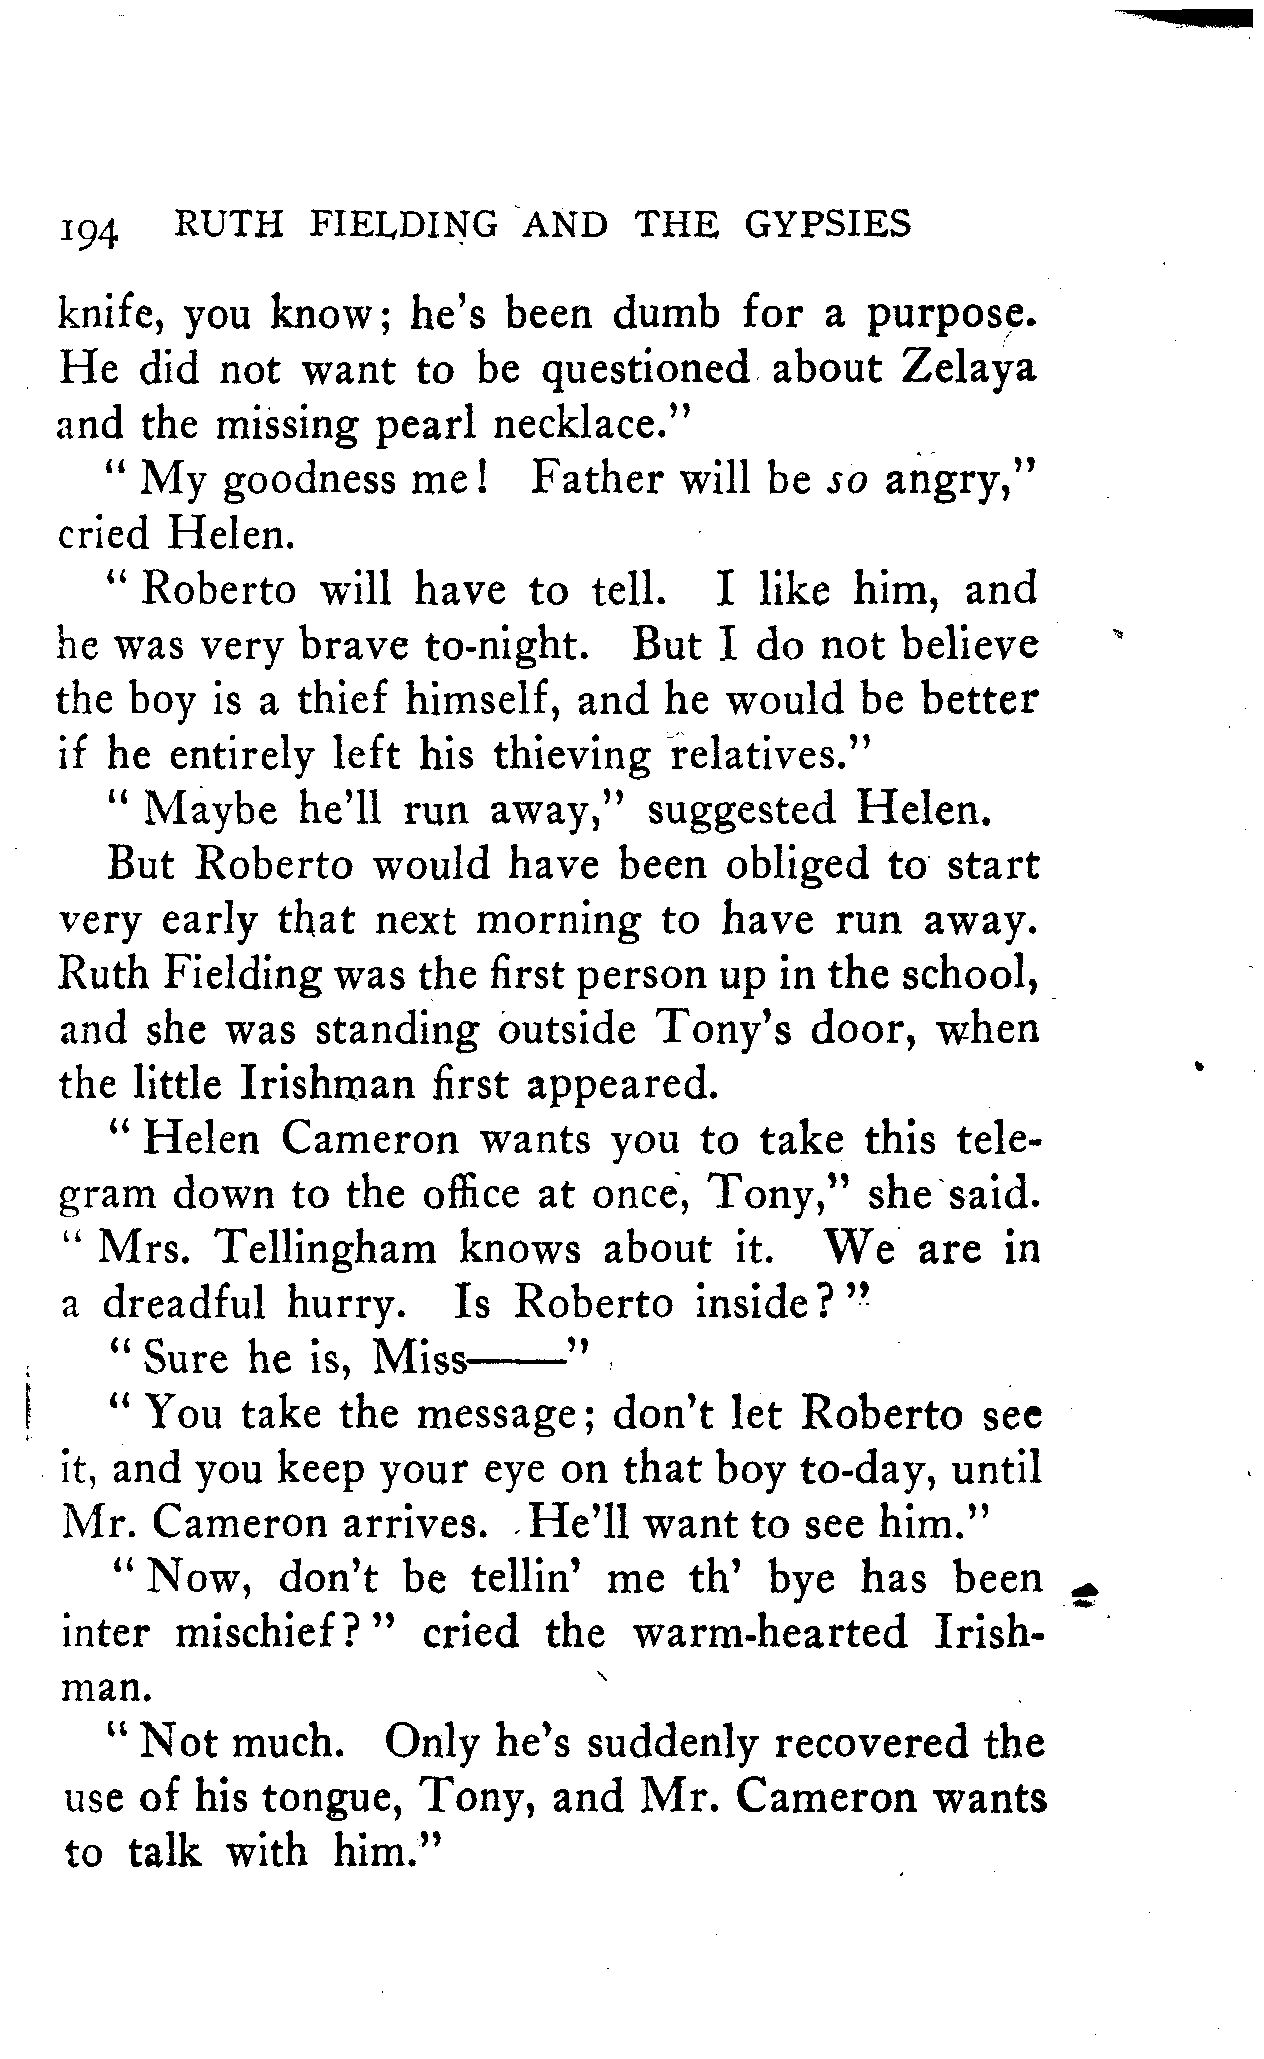 194 RUTH FIELDING AND THE GYPSIES
knife, you know; he's been dumb for a purpose.
He did not want to be questioned about Zelaya
and the missing pearl necklace."
" My goodness me! Father will be so angry,"
cried Helen.
" Roberto will have to tell. I like him, and
he was very brave to-night. But I do not believe
the boy is a thief himself, and he would be better
if he entirely left his thieving relatives."
" Maybe he'll run away," suggested Helen.
But Roberto would have been obliged to start
very early that next morning to have run away.
Ruth Fielding was the first person up in the school,
and she was standing outside Tony's door, when
the little Irishman first appeared.
" Helen Cameron wants you to take this tele-
gram down to the office at once, Tony," she said.
" Mrs. Tellingham knows about it. We are in
a dreadful hurry. Is Roberto inside? "
" Sure he is, Miss——"
" You take the message; don't let Roberto see
it, and you keep your eye on that boy to-day, until
Mr. Cameron arrives. He'll want to see him."
" Now, don't be tellin' me th' bye has been
inter mischief? " cried the warm-hearted Irish-
man.
" Not much. Only he's suddenly recovered the
use of his tongue, Tony, and Mr. Cameron wants
to talk with him."